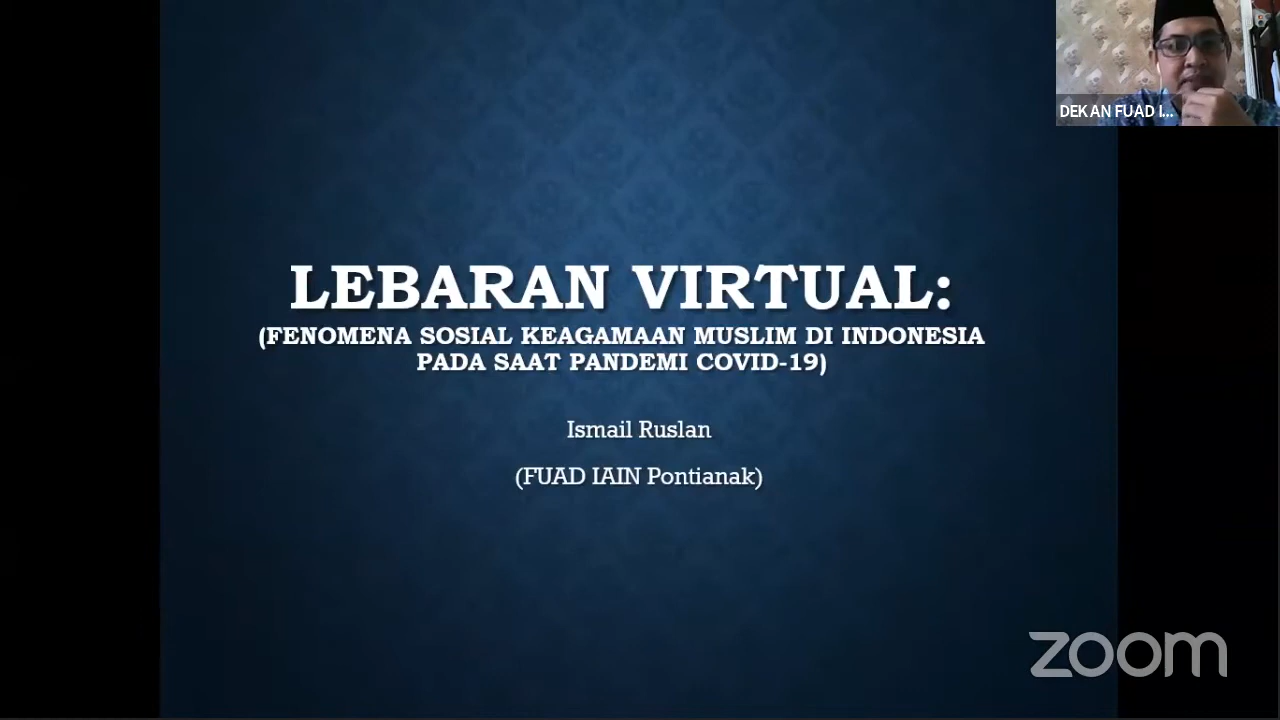 DEKAN FUAD I...
LEBARAN VIRTUAL:
(FENOMENA SOSIAL KEAGAMAAN MUSLIM DI INDONESIA
PADA SAAT PANDEMI COVID-19)
Ismail Ruslan
(FUAD IAIN Pontianak)
zoom